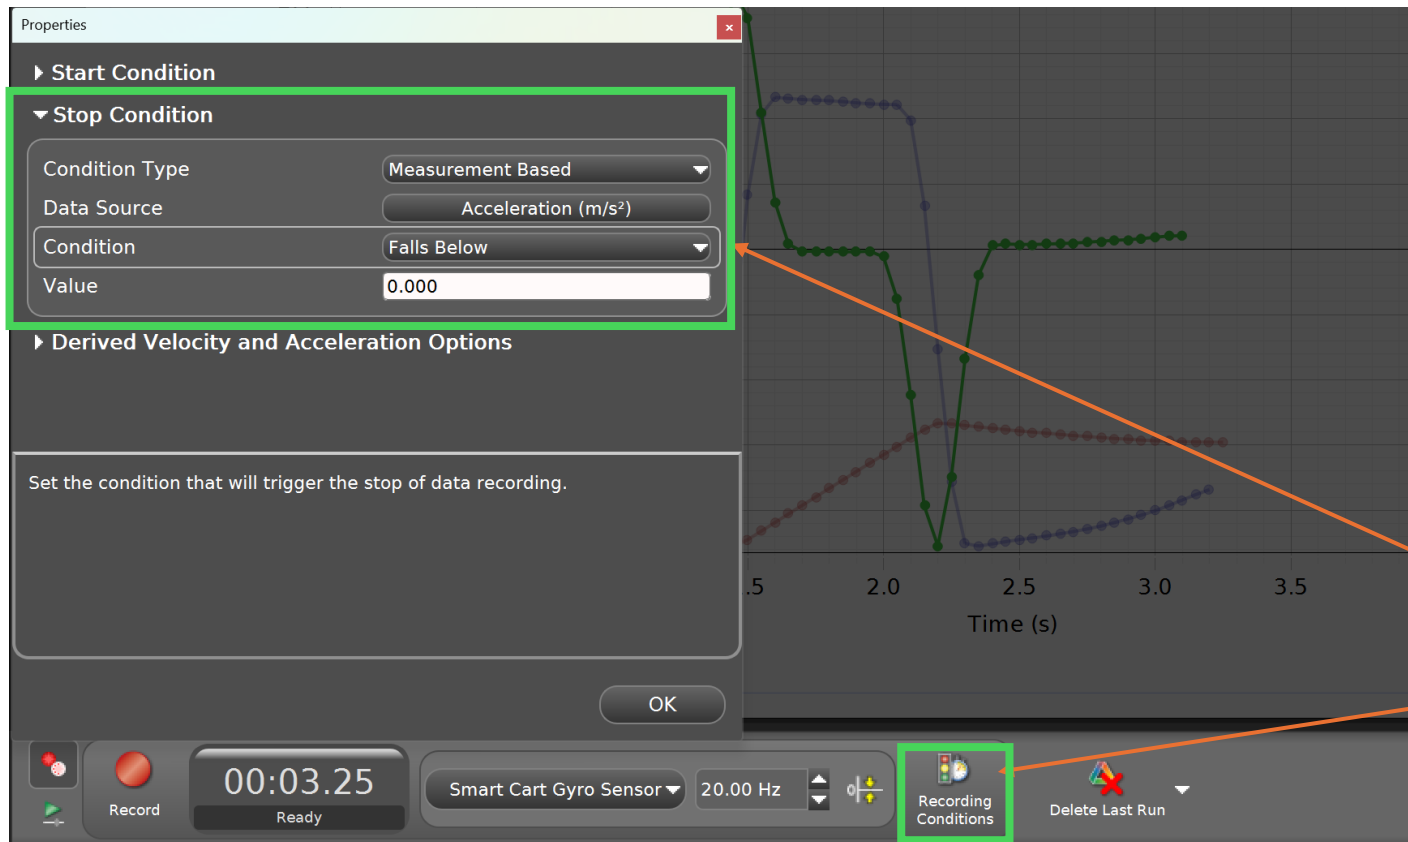 Properties
Start Condition
Stop Condition
Condition Type Measurement Based
Data Source Acceleration (m/s²)
Condition Falls Below
Value 0.000
Derived Velocity and Acceleration Options
Set the condition that will trigger the stop of data recording.
OK
.5 2.0 2.5 3.0 3.5
Time (s)
Record
00:03.25
Ready
Smart Cart Gyro Sensor
20.00 Hz
Recording
Conditions
Delete Last Run